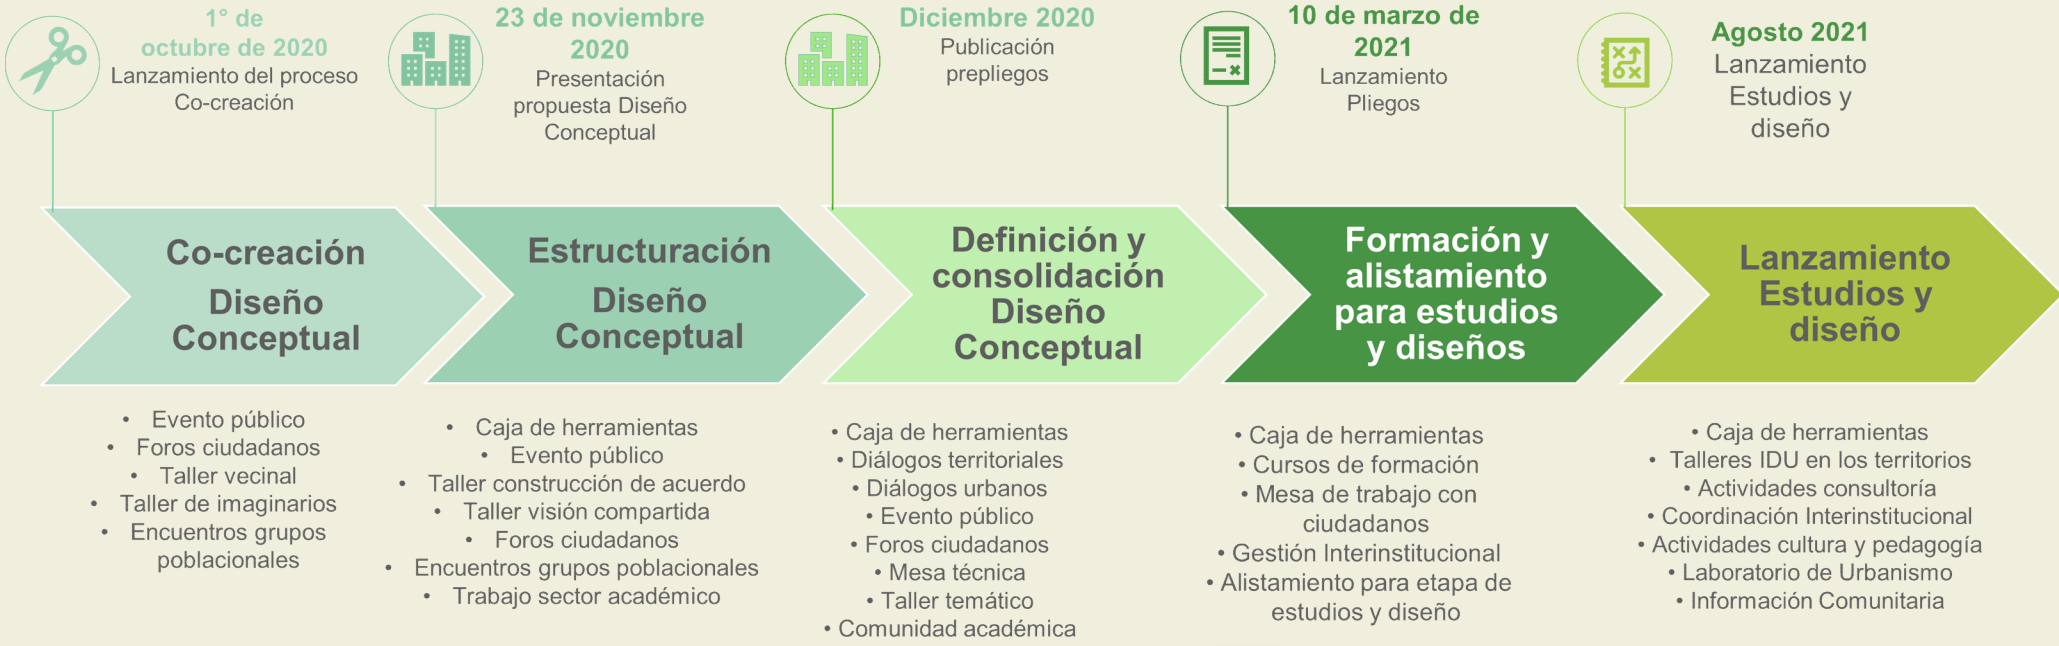 1° de
octubre de 2020
Lanzamiento del proceso
Co-creación
23 de noviembre
2020
Presentación
propuesta Diseño
Conceptual
Diciembre 2020
Publicación
prepliegos
10 de marzo de
2021
Lanzamiento
Pliegos
Agosto 2021
Lanzamiento
Estudios y
diseño
Co-creación
Diseño
Conceptual
Estructuración
Diseño
Conceptual
Definición y
consolidación
Diseño
Conceptual
Formación y
alistamiento
para estudios
y diseños
Lanzamiento
Estudios y
diseño
• Evento público
• Foros ciudadanos
• Taller vecinal
• Taller de imaginarios
• Encuentros grupos
poblacionales
• Caja de herramientas
• Evento público
• Taller construcción de acuerdo
• Taller visión compartida
• Foros ciudadanos
• Encuentros grupos poblacionales
• Trabajo sector académico
• Caja de herramientas
• Diálogos territoriales
• Diálogos urbanos
• Evento público
• Foros ciudadanos
• Mesa técnica
• Taller temático
• Comunidad académica
• Caja de herramientas
• Cursos de formación
• Mesa de trabajo con
ciudadanos
• Gestión Interinstitucional
• Alistamiento para etapa de
estudios y diseño
• Caja de herramientas
• Talleres IDU en los territorios
• Actividades consultoría
• Coordinación Interinstitucional
• Actividades cultura y pedagogía
• Laboratorio de Urbanismo
• Información Comunitaria